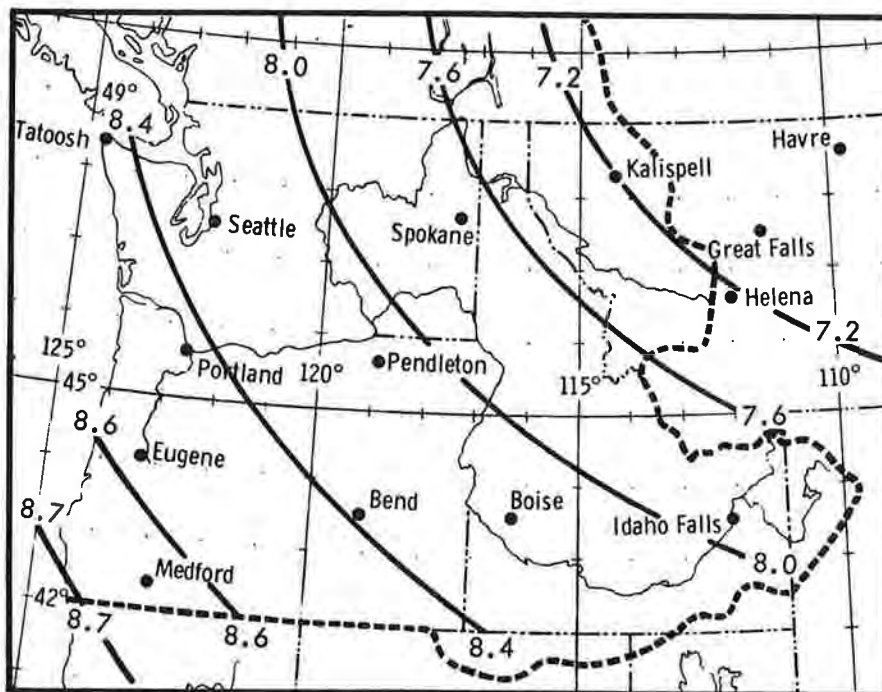 8.0
7.6
7.2
49°
8.4
Tatoosh
Havre
Kalispell
Seattle
Spokane
Great Falls
Helena
7.2
125°
Portland
120°
Pendleton
115°
110°
45°
8.6
7.6
Eugene
8.7
Bend
Boise
Idaho Falls
8.0
Medford
42°
8.7
8.6
8.4